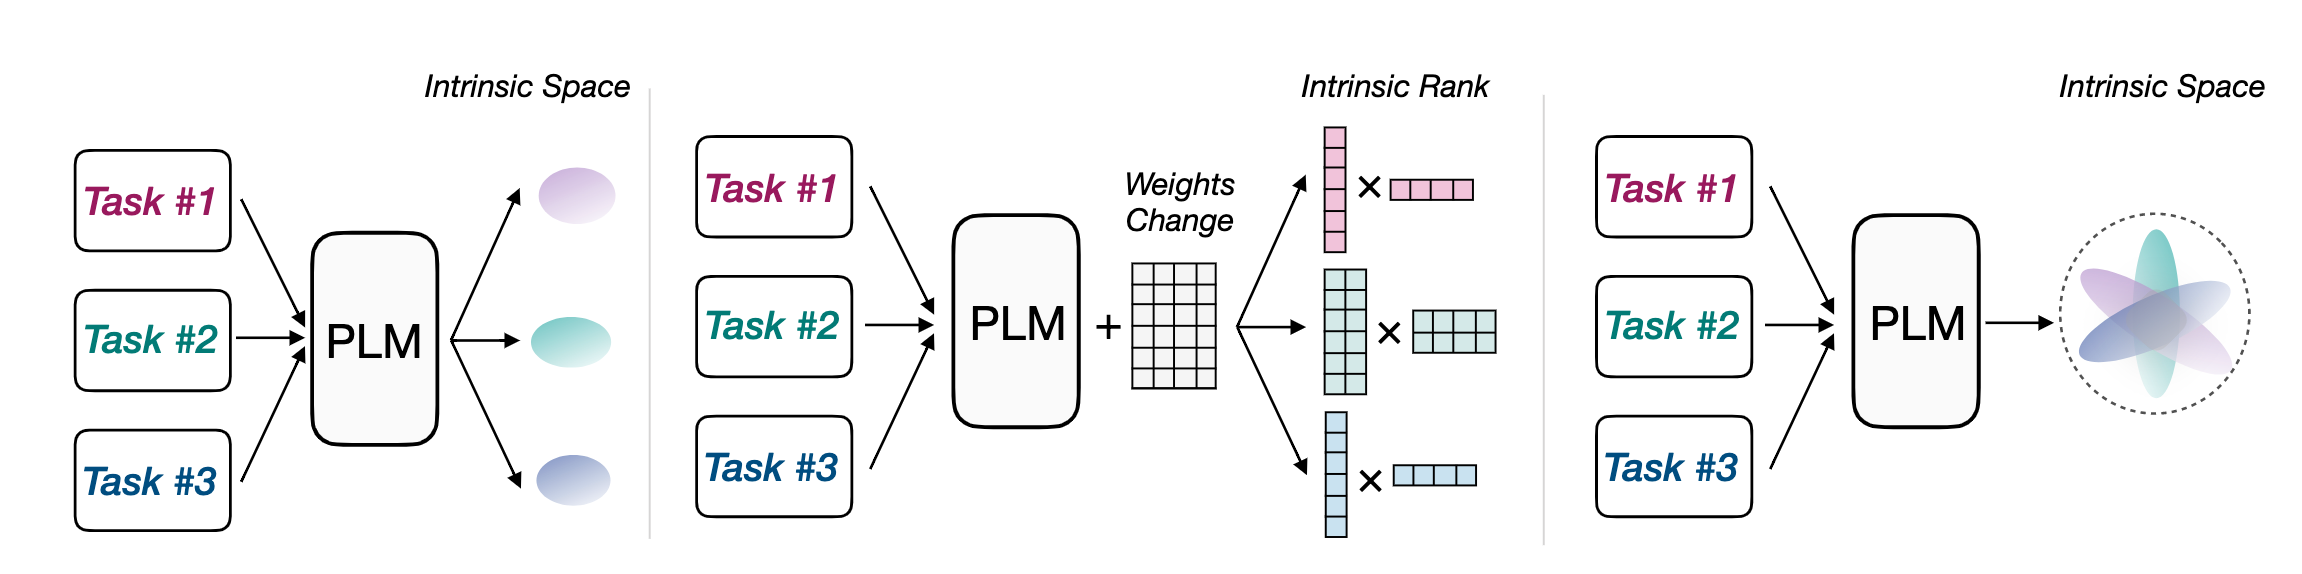 Intrinsic Space
Task #1
Task #2
Task #3
PLM
Intrinsic Rank
Task #1
Task #2
Task #3
PLM
+
Weights
Change
×
×
×
Intrinsic Space
Task #1
Task #2
Task #3
PLM